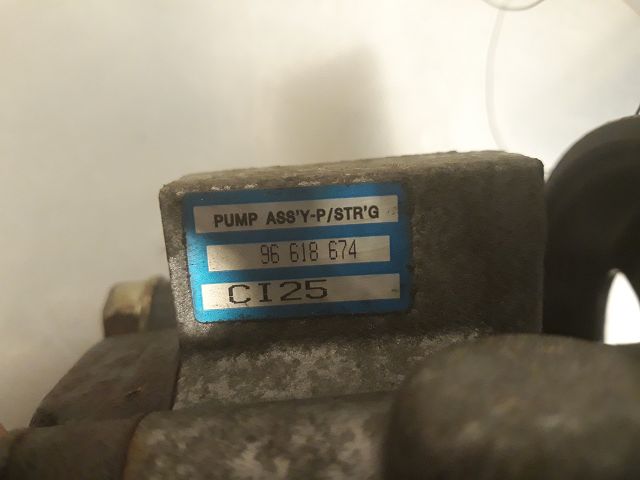 PUMP ASS'Y-P/STR'G
96 618 674
CI25